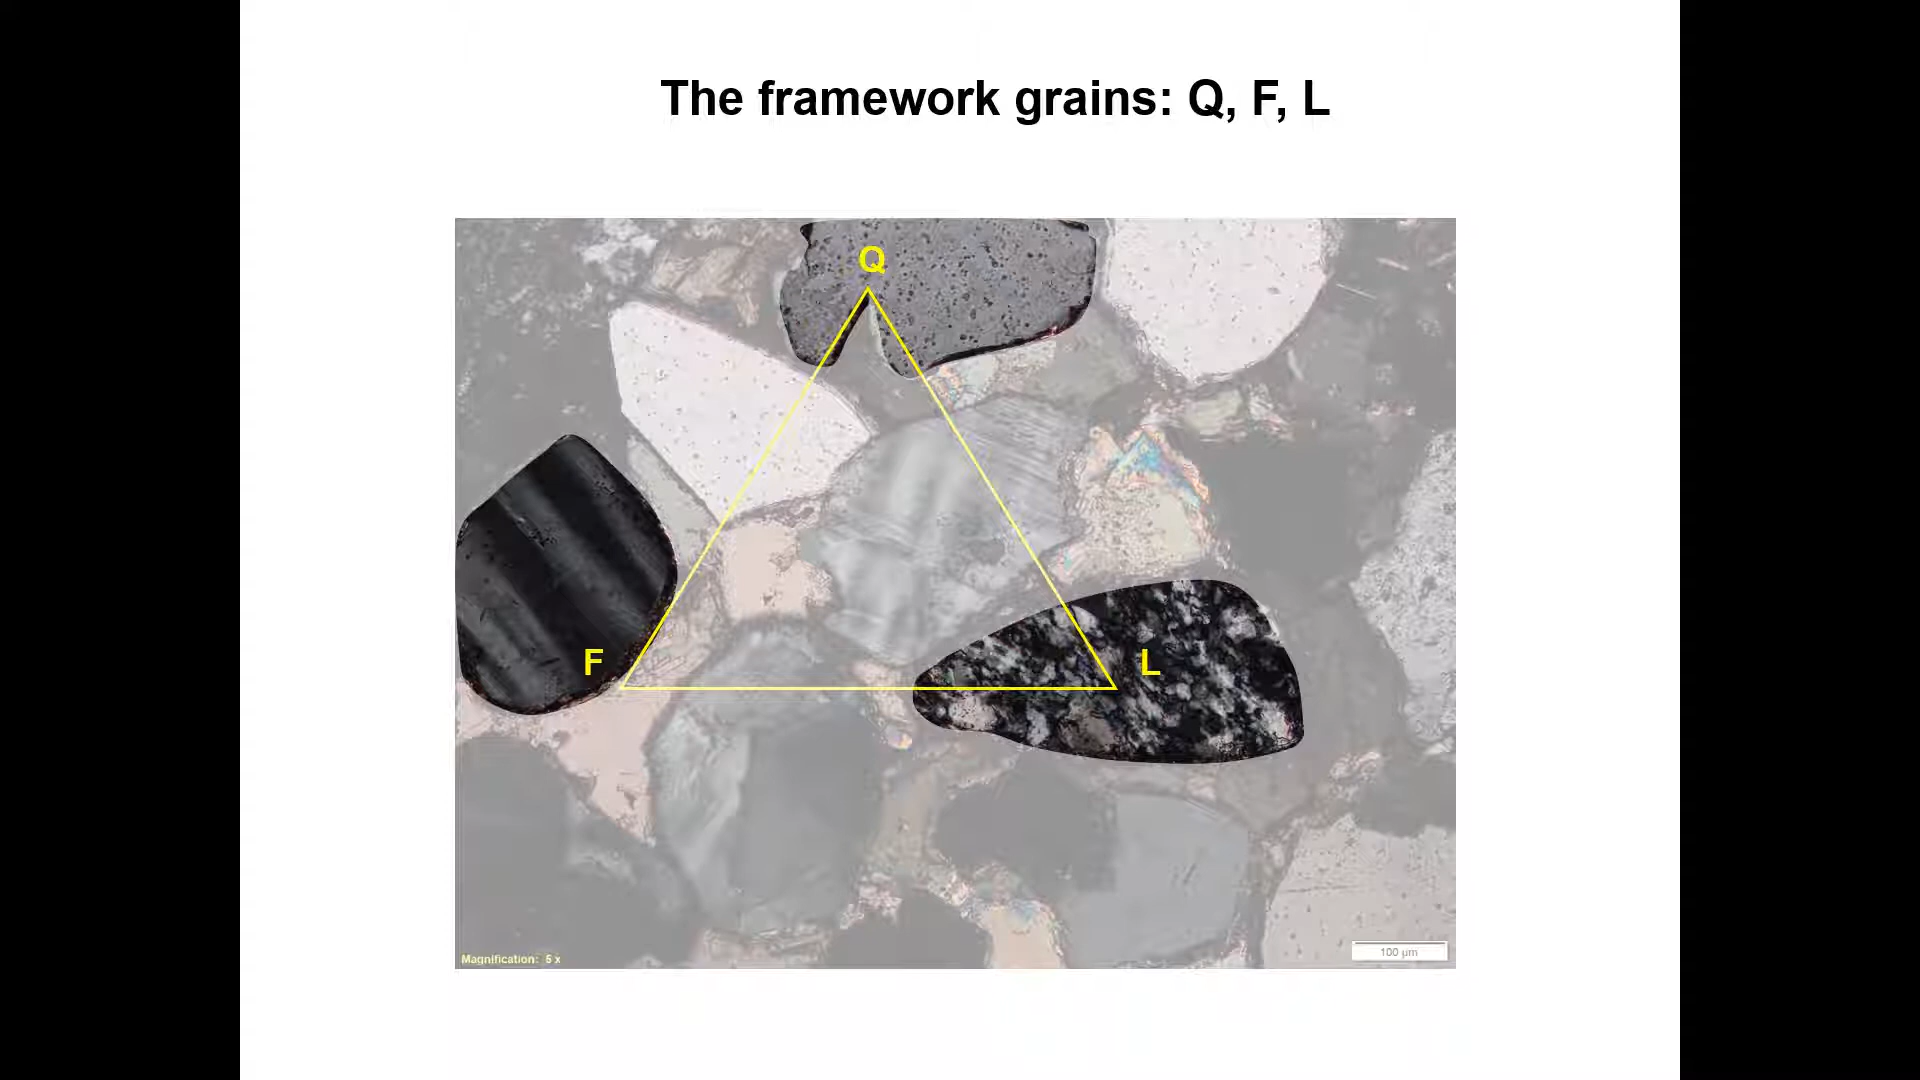 The framework grains: Q, F, L
Q
F
L
Magnification: 5 x
100 µm